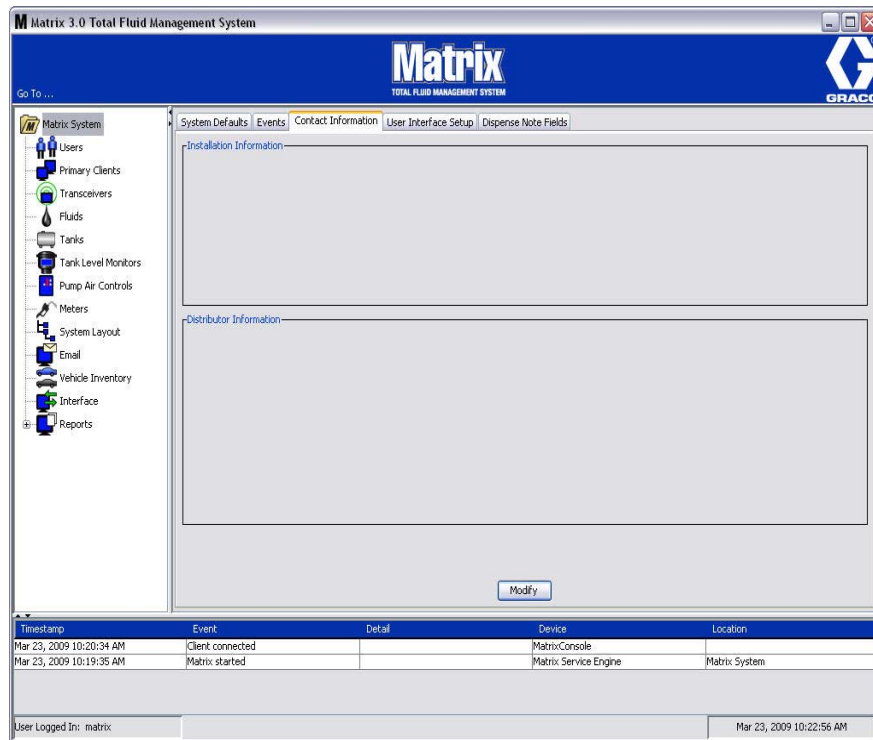 M Matrix 3.0 Total Fluid Management System
Matrix
TOTAL FLUID MANAGEMENT SYSTEM
Go To ...
GRACO
Matrix System
Users
Primary Clients
Transceivers
Fluids
Tanks
Tank Level Monitors
Pump Air Controls
Meters
System Layout
Email
Vehicle Inventory
Interface
Reports
System Defaults Events Contact Information User Interface Setup Dispense Note Fields
Installation Information
Distributor Information
Modify
Timestamp Event Detail Device Location
Mar 23, 2009 10:20:34 AM Client connected MatrixConsole
Mar 23, 2009 10:19:35 AM Matrix started Matrix Service Engine Matrix System
User Logged In: matrix Mar 23, 2009 10:22:56 AM